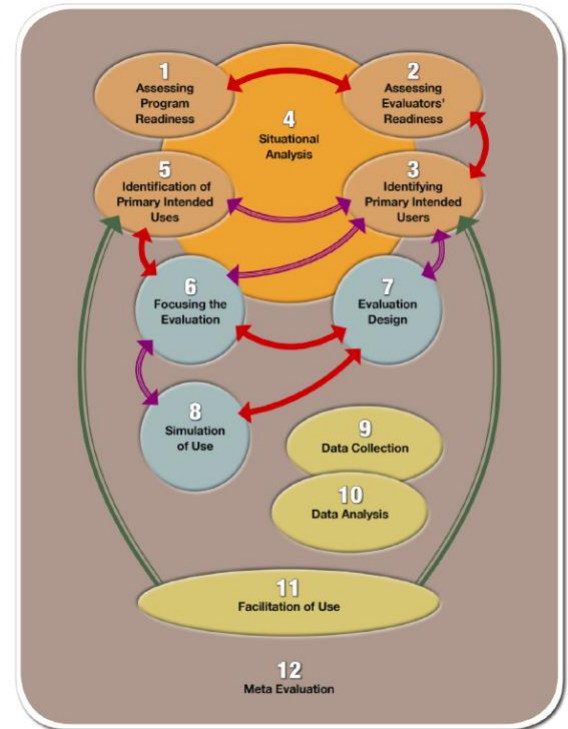 1
Assessing
Program
Readiness
2
Assessing
Evaluators'
Readiness
4
Situational
Analysis
5
Identification of
Primary Intended
Uses
3
Identifying
Primary Intended
Users
6
Focusing the
Evaluation
7
Evaluation
Design
8
Simulation
of Use
9
Data Collection
10
Data Analysis
11
Facilitation of Use
12
Meta Evaluation